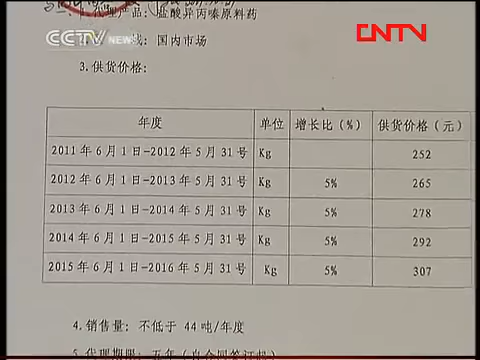 CCTV NEWS
CNTV
代理产品: 盐酸异丙嗪原料药
国内市场
3.供货价格:
年度 单位 增长比(%) 供货价格(元)
2011年6月1日-2012年5月31号 Kg 252
2012年6月1日-2013年5月31号 Kg 5% 265
2013年6月1日-2014年5月31号 Kg 5% 278
2014年6月1日-2015年5月31号 Kg 5% 292
2015年6月1日-2016年5月31号 Kg 5% 307
4.销售量: 不低于 44吨/年度
5.代理期限: 五年(自合同签订起)